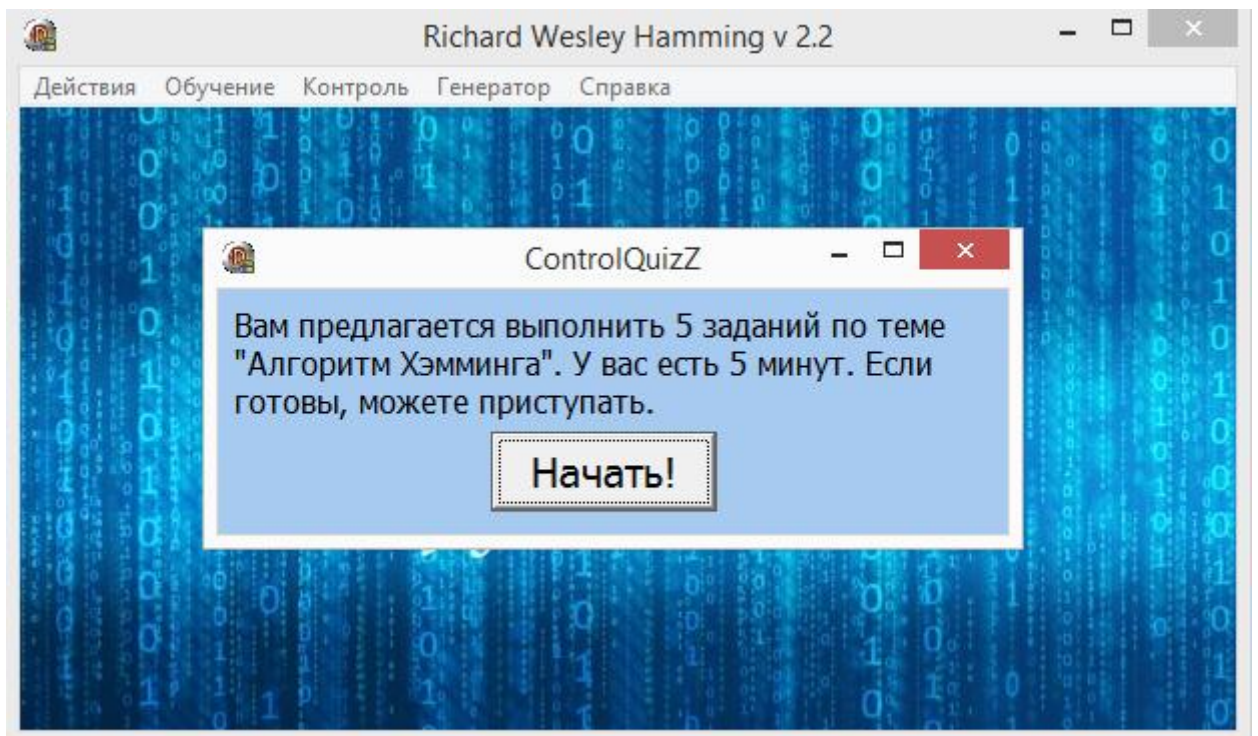 Richard Wesley Hamming v 2.2
Действия Обучение Контроль Генератор Справка
ControlQuizZ
Вам предлагается выполнить 5 заданий по теме
"Алгоритм Хэмминга". У вас есть 5 минут. Если
готовы, можете приступать.
Начать!